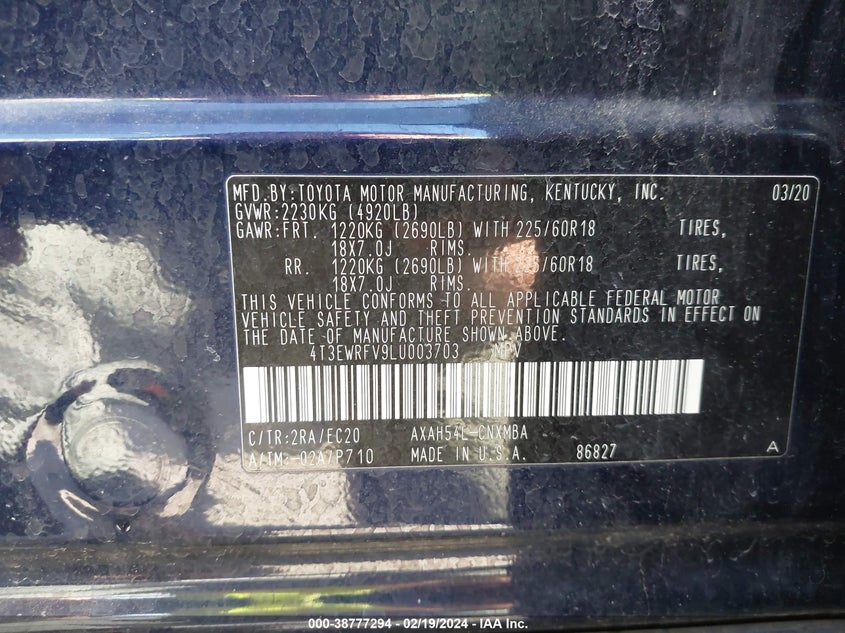 MFD.BY:TOYOTA MOTOR MANUFACTURING, KENTUCKY, INC. 03/20
GVWR:2230KG (4920LB)
GAWR:FRT. 1220KG (2690LB) WITH 225/60R18 TIRES,
18X7.0J RIMS.
RR. 1220KG (2690LB) WITH 225/60R18 TIRES,
18X7.0J RIMS.
THIS VEHICLE CONFORMS TO ALL APPLICABLE FEDERAL MOTOR
VEHICLE SAFETY AND THEFT PREVENTION STANDARDS IN EFFECT ON
THE DATE OF MANUFACTURE SHOWN ABOVE.
4T3EWRFV9LU003703 MPV
C/TR:2RA/EC20 AXAH54L-CNXMBA
A/TM:-02A/P710 MADE IN U.S.A. 86827 A
000-38777294 - 02/19/2024 - IAA Inc.